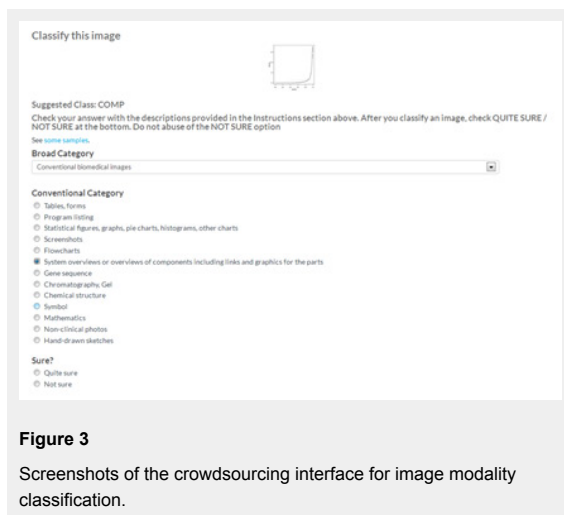 Classify this image
Suggested Class: COMP
Check your answer with the descriptions provided in the Instructions section above. After you classify an image, check QUITE SURE /
NOT SURE at the bottom. Do not abuse of the NOT SURE option
See some samples.
Broad Category
Conventional biomedical images
Conventional Category
Tables, forms
Program listing
Statistical figures, graphs, pie charts, histograms, other charts
Screenshots
Flowcharts
System overviews or overviews of components including links and graphics for the parts
Gene sequence
Chromatography, Gel
Chemical structure
Symbol
Mathematics
Non-clinical photos
Hand-drawn sketches
Sure?
Quite sure
Not sure
Figure 3
Screenshots of the crowdsourcing interface for image modality
classification.